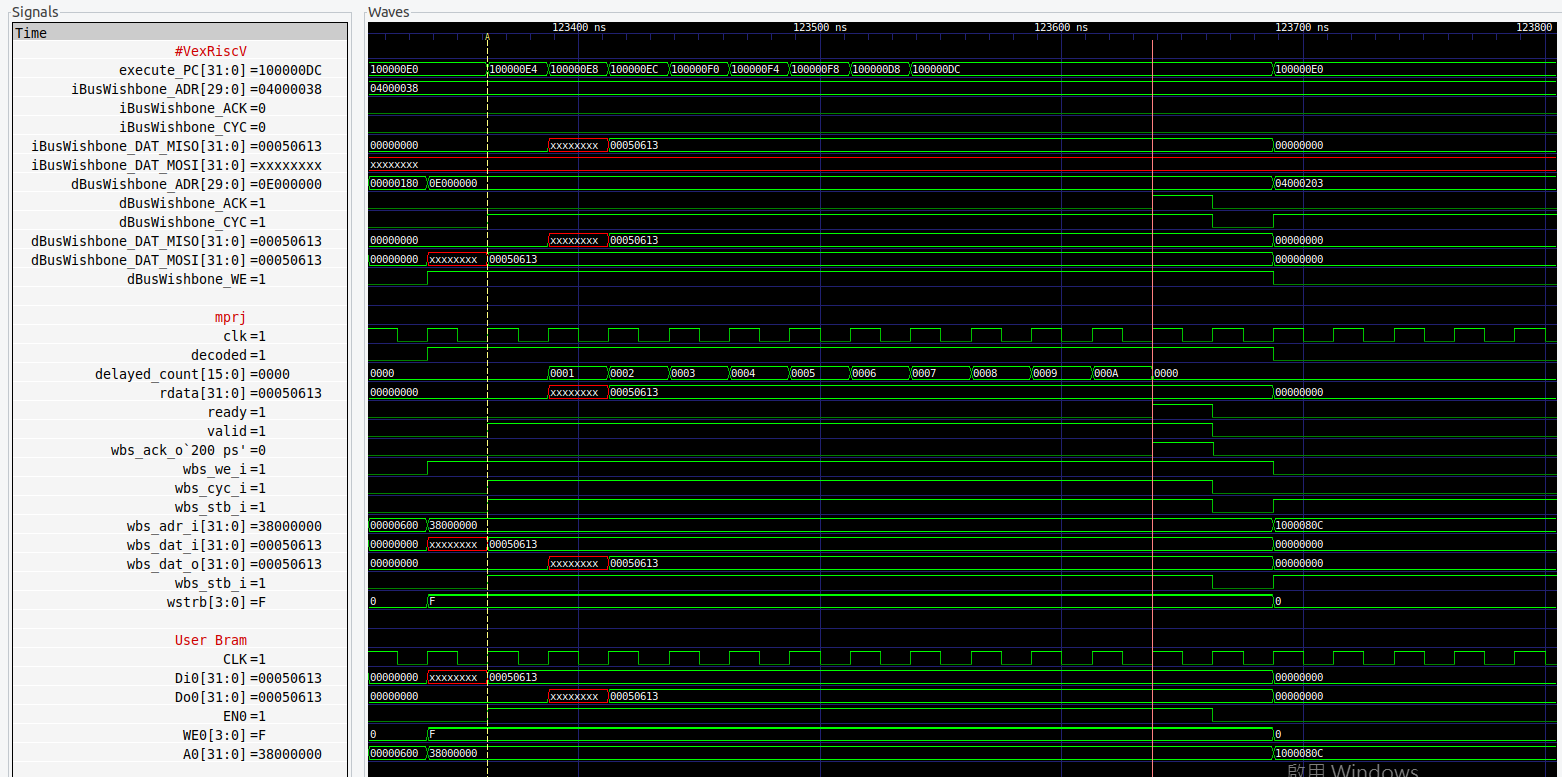 Signals Waves
Time 123400 ns 123500 ns 123600 ns 123700 ns 123800
A
#VexRiscV
execute_PC[31:0]=100000DC 100000E0 100000E4 100000E8 100000EC 100000F0 100000F4 100000F8 100000D8 100000DC 100000E0
iBusWishbone_ADR[29:0]=04000038 04000038
iBusWishbone_ACK=0
iBusWishbone_CYC=0
iBusWishbone_DAT_MISO[31:0]=00050613 00000000 xxxxxxxx 00050613 00000000
iBusWishbone_DAT_MOSI[31:0]=xxxxxxxx xxxxxxxx
dBusWishbone_ADR[29:0]=0E000000 00000180 0E000000 04000203
dBusWishbone_ACK=1
dBusWishbone_CYC=1
dBusWishbone_DAT_MISO[31:0]=00050613 00000000 xxxxxxxx 00050613 00000000
dBusWishbone_DAT_MOSI[31:0]=00050613 00000000 xxxxxxxx 00050613 00000000
dBusWishbone_WE=1
mprj
clk=1
decoded=1
delayed_count[15:0]=0000 0000 0001 0002 0003 0004 0005 0006 0007 0008 0009 000A 0000
rdata[31:0]=00050613 00000000 xxxxxxxx 00050613 00000000
ready=1
valid=1
wbs_ack_o`200 ps'=0
wbs_we_i=1
wbs_cyc_i=1
wbs_stb_i=1
wbs_adr_i[31:0]=38000000 00000600 38000000 1000080C
wbs_dat_i[31:0]=00050613 00000000 xxxxxxxx 00050613 00000000
wbs_dat_o[31:0]=00050613 00000000 xxxxxxxx 00050613 00000000
wbs_stb_i=1
wstrb[3:0]=F 0 F 0
User Bram
CLK=1
Di0[31:0]=00050613 00000000 xxxxxxxx 00050613 00000000
Do0[31:0]=00050613 00000000 xxxxxxxx 00050613 00000000
EN0=1
WE0[3:0]=F 0 F 0
A0[31:0]=38000000 00000600 38000000 1000080C
啟用 Windows